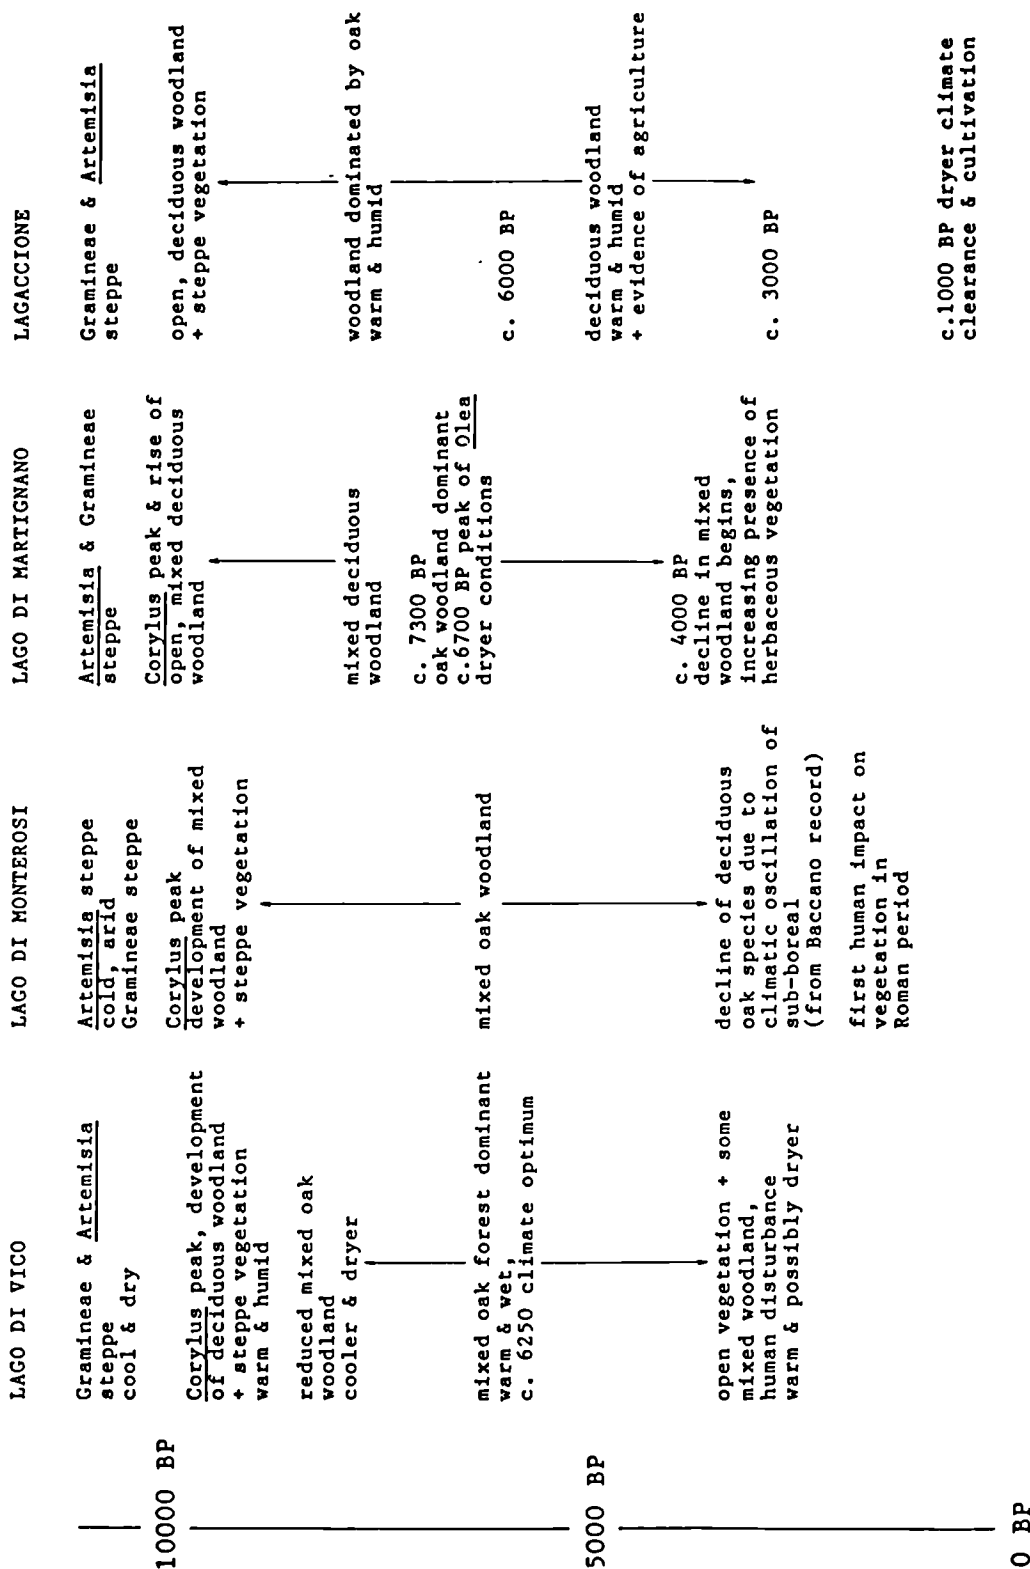 LAGO DI VICO
LAGO DI MONTEROSI
LAGO DI MARTIGNANO
LAGACCIONE
10000 BP
5000 BP
0 BP
Gramineae & Artemisia
steppe
cool & dry
Corylus peak, development
of deciduous woodland
+ steppe vegetation
warm & humid
reduced mixed oak
woodland
cooler & dryer
mixed oak forest dominant
warm & wet,
c. 6250 climate optimum
open vegetation + some
mixed woodland,
human disturbance
warm & possibly dryer
Artemisia steppe
cold, arid
Gramineae steppe
Corylus peak
development of mixed
woodland
+ steppe vegetation
mixed oak woodland
decline of deciduous
oak species due to
climatic oscillation of
sub-boreal
(from Baccano record)
first human impact on
vegetation in
Roman period
Artemisia & Gramineae
steppe
Corylus peak & rise of
open, mixed deciduous
woodland
mixed deciduous
woodland
c. 7300 BP
oak woodland dominant
c.6700 BP peak of Olea
dryer conditions
c. 4000 BP
decline in mixed
woodland begins,
increasing presence of
herbaceous vegetation
Gramineae & Artemisia
steppe
open, deciduous woodland
+ steppe vegetation
woodland dominated by oak
warm & humid
c. 6000 BP
deciduous woodland
warm & humid
+ evidence of agriculture
c. 3000 BP
c.1000 BP dryer climate
clearance & cultivation